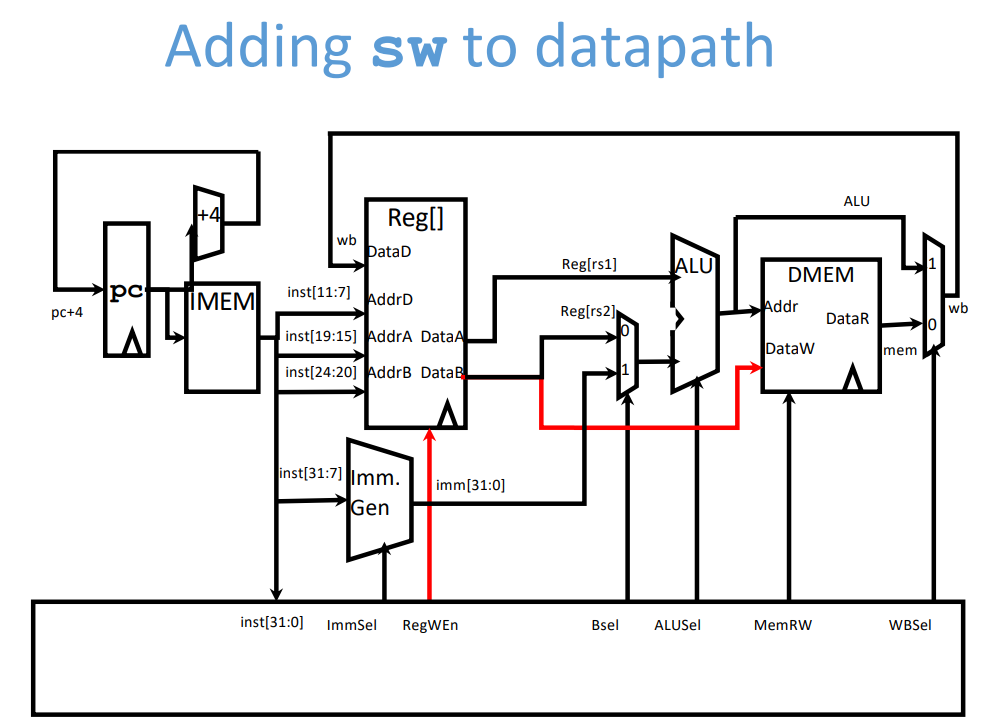 Adding sw to datapath
ALU
+4
Reg[]
wb
DataD
Reg[rs1]
ALU
DMEM
1
pc
IMEM
inst[11:7]
AddrD
Reg[rs2]
Addr
pc+4
DataR
wb
0
0
inst[19:15]
AddrA
DataA
DataW
mem
inst[24:20]
AddrB
DataB
1
inst[31:7]
Imm.
Gen
imm[31:0]
inst[31:0]
ImmSel
RegWEn
Bsel
ALUSel
MemRW
WBSel